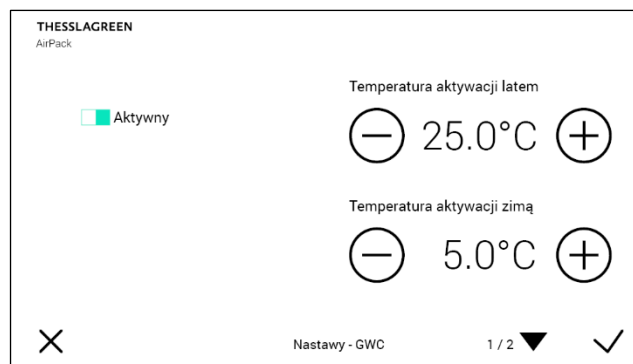 THESSLAGREEN
AirPack
Aktywny
Temperatura aktywacji latem
25.0°C
Temperatura aktywacji zimą
5.0°C
Nastawy - GWC
1 / 2